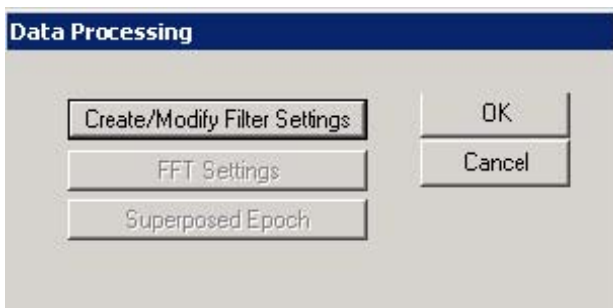 Data Processing
Create/Modify Filter Settings
OK
FFT Settings
Cancel
Superposed Epoch